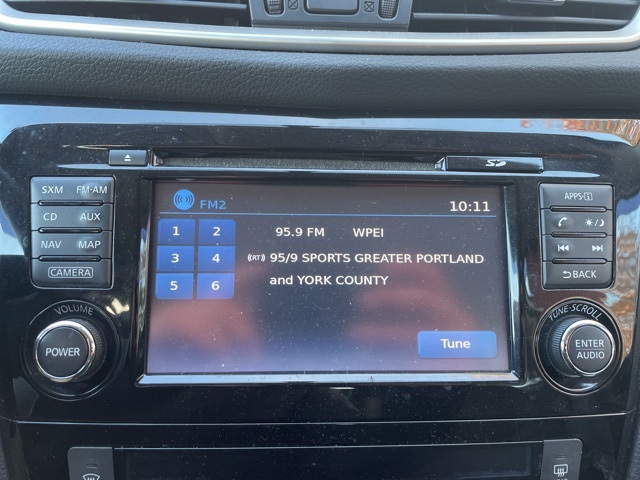 SD
SXM FM·AM
CD AUX
NAV MAP
CAMERA
VOLUME
POWER
FM2 10:11
1 2
3 4
5 6
95.9 FM WPEI
(RT) 95/9 SPORTS GREATER PORTLAND
and YORK COUNTY
Tune
APPS·i
BACK
TUNE·SCROLL
ENTER
AUDIO